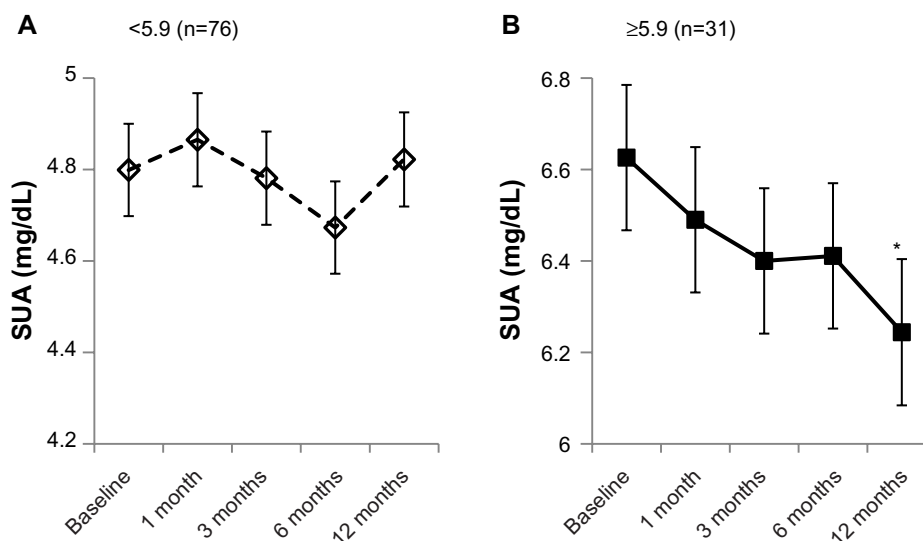 A
<5.9 (n=76)
SUA (mg/dL)
5
4.8
4.6
4.4
4.2
Baseline
1 month
3 months
6 months
12 months
B
≥5.9 (n=31)
SUA (mg/dL)
6.8
6.6
6.4
6.2
6
*
Baseline
1 month
3 months
6 months
12 months